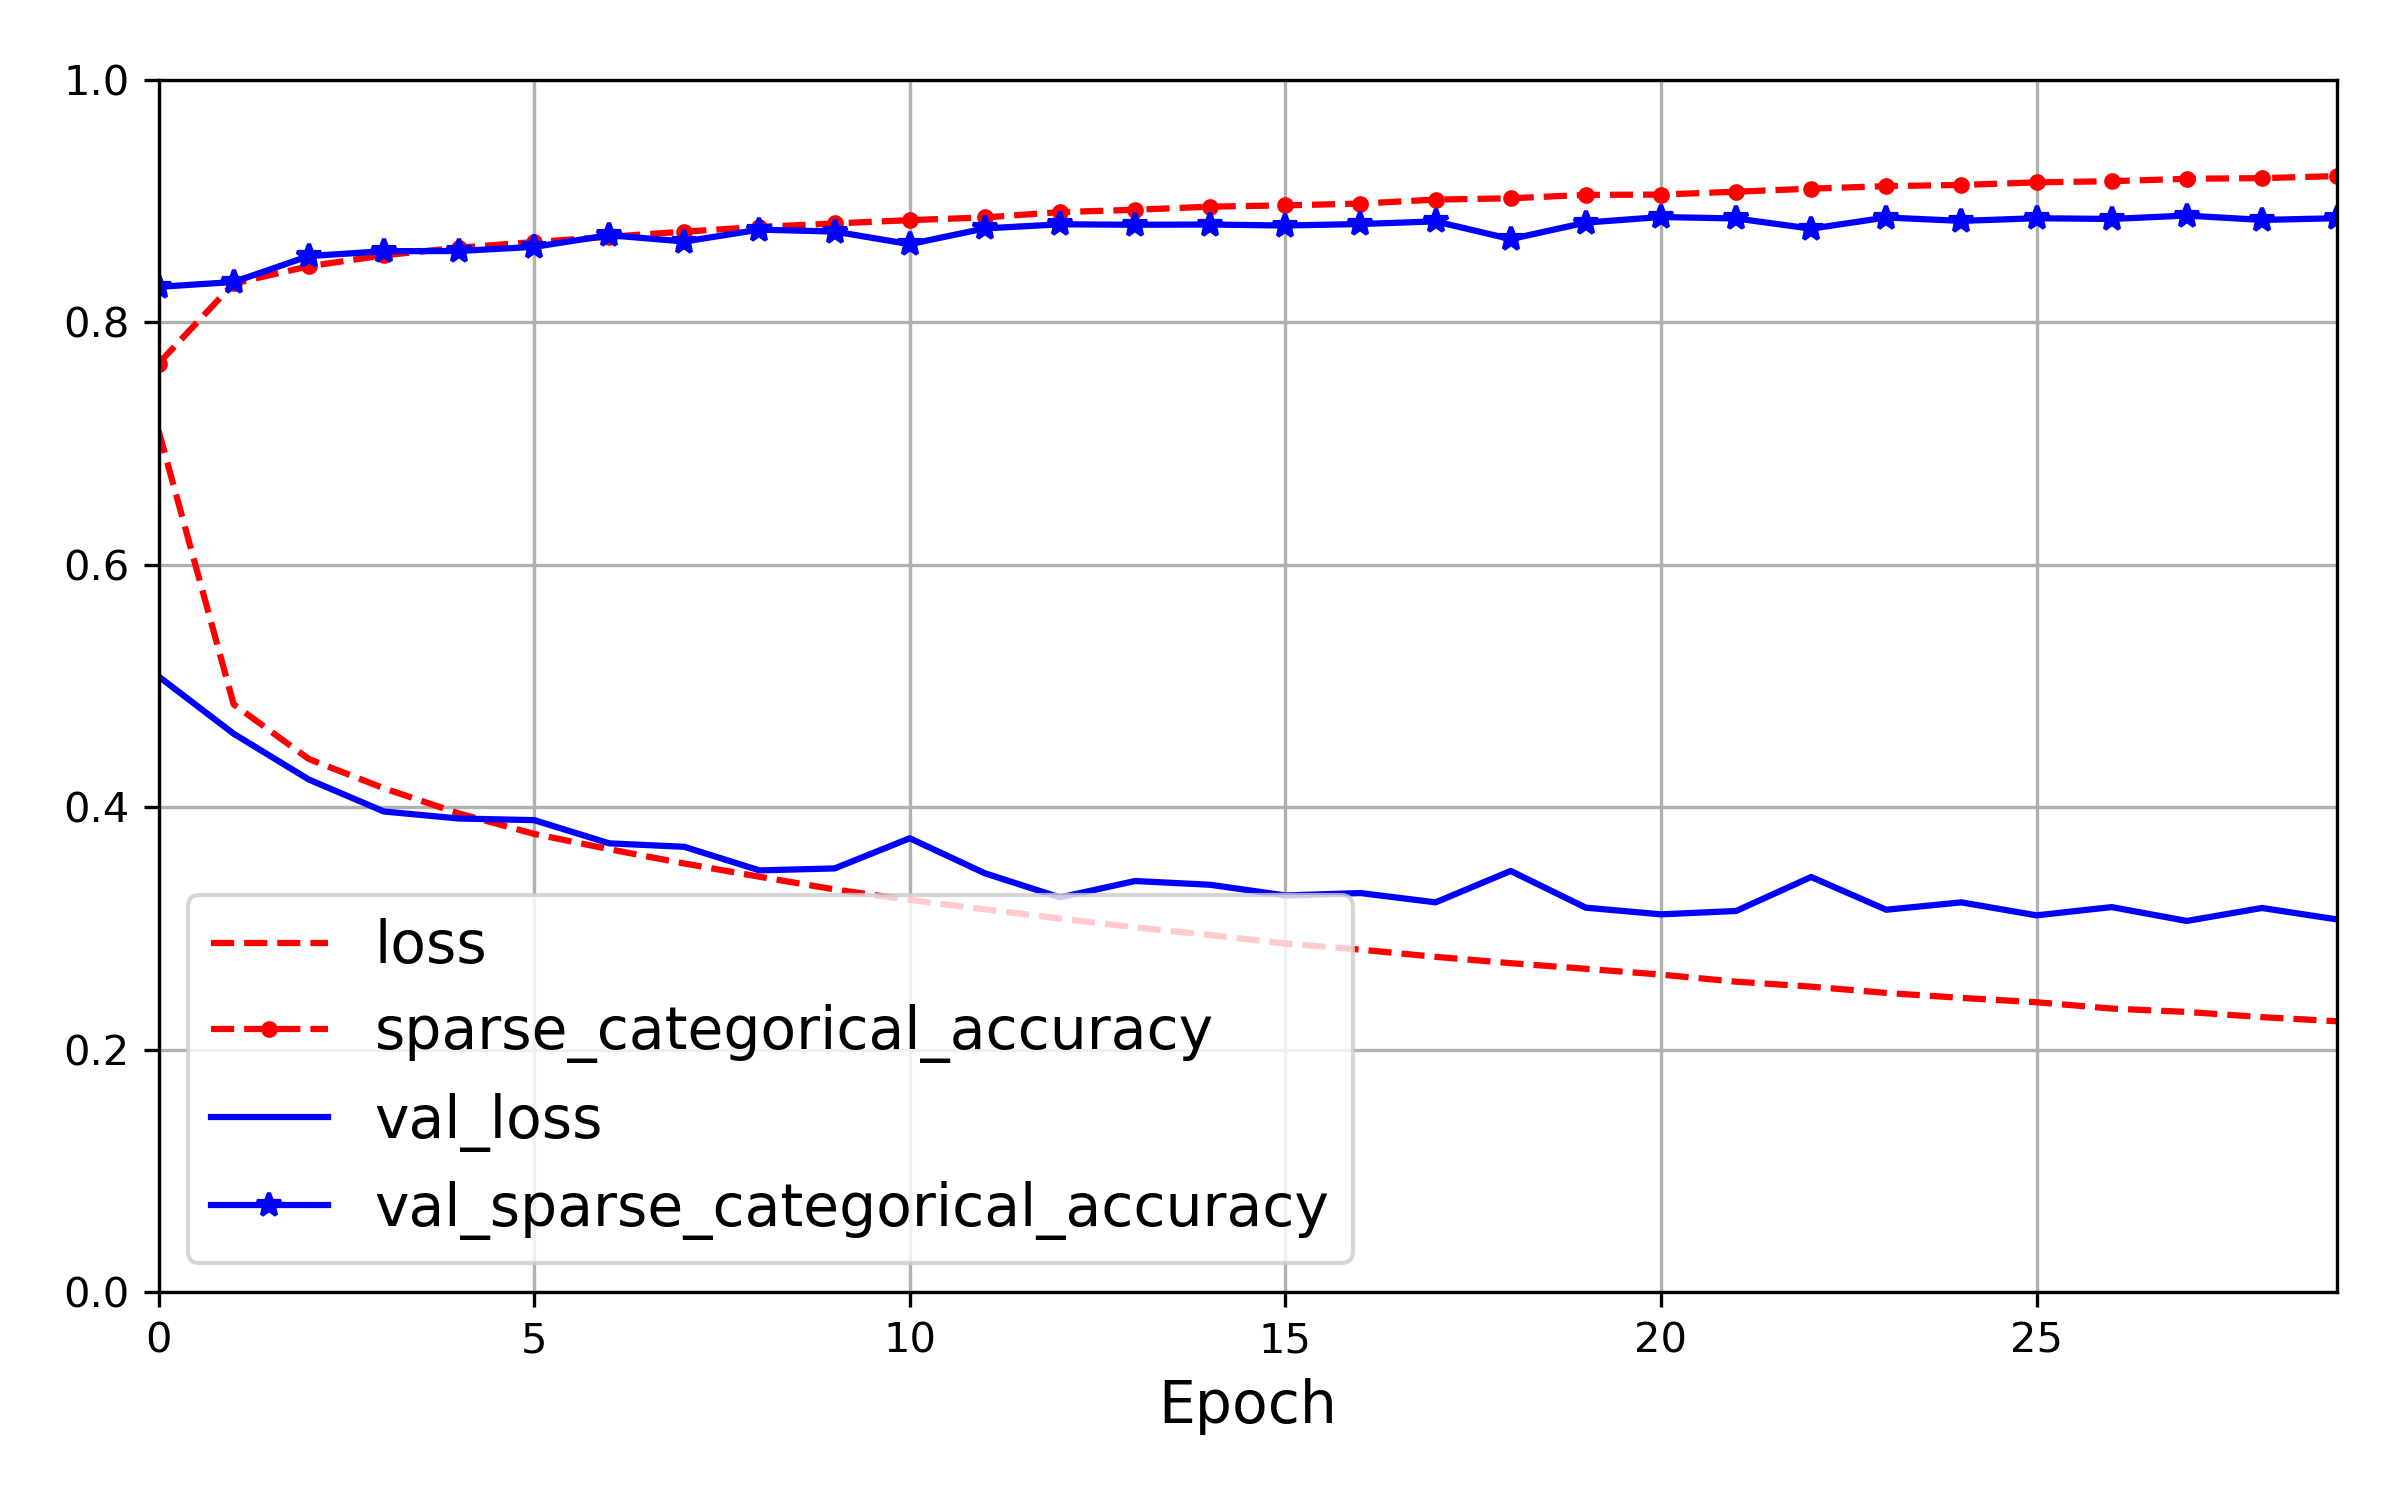 1.0
0.8
0.6
0.4
0.2
0.0
loss
sparse_categorical_accuracy
val_loss
val_sparse_categorical_accuracy
0 5 10 15 20 25
Epoch